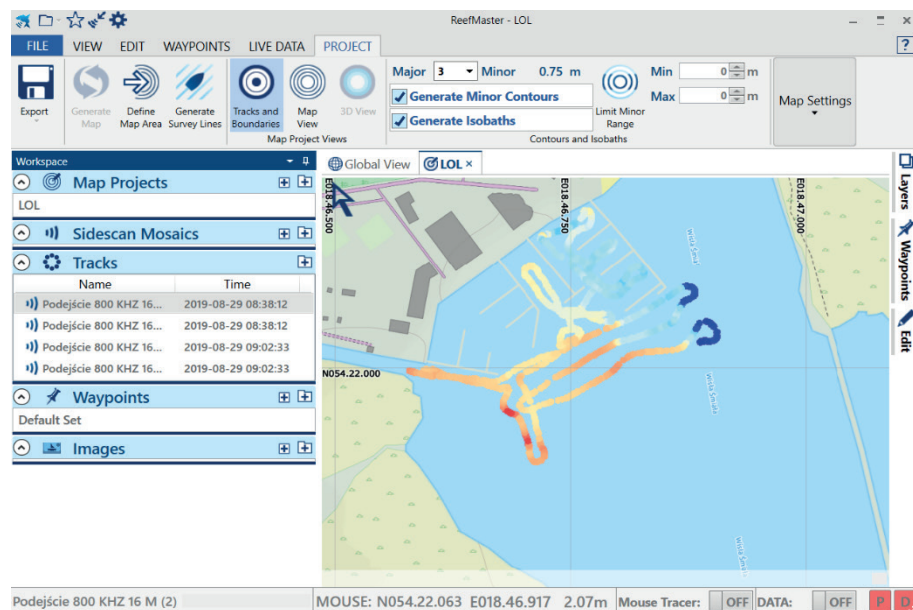 ReefMaster - LOL
FILE VIEW EDIT WAYPOINTS LIVE DATA PROJECT ?
Major 3 Minor 0.75 m
Generate Minor Contours
Generate Isobaths
Min 0 m
Max 0 m
Export
Generate Map
Define Map Area
Generate Survey Lines
Tracks and Boundaries
Map View
3D View
Limit Minor Range
Map Settings
Map Project Views
Contours and Isobaths
Workspace
Global View LOL ×
Map Projects
LOL
Sidescan Mosaics
Tracks
Name Time
Podejście 800 KHZ 16... 2019-08-29 08:38:12
Podejście 800 KHZ 16... 2019-08-29 08:38:12
Podejście 800 KHZ 16... 2019-08-29 09:02:33
Podejście 800 KHZ 16... 2019-08-29 09:02:33
Waypoints
Default Set
Images
E018.46.500
E018.46.750
E018.47.000
N054.22.000
Wisła Śmiała
Wisła Śmiała
Wisła Śmiała
Layers
Waypoints
Edit
Podejście 800 KHZ 16 M (2)
MOUSE: N054.22.063 E018.46.917 2.07m Mouse Tracer: OFF DATA: OFF P D